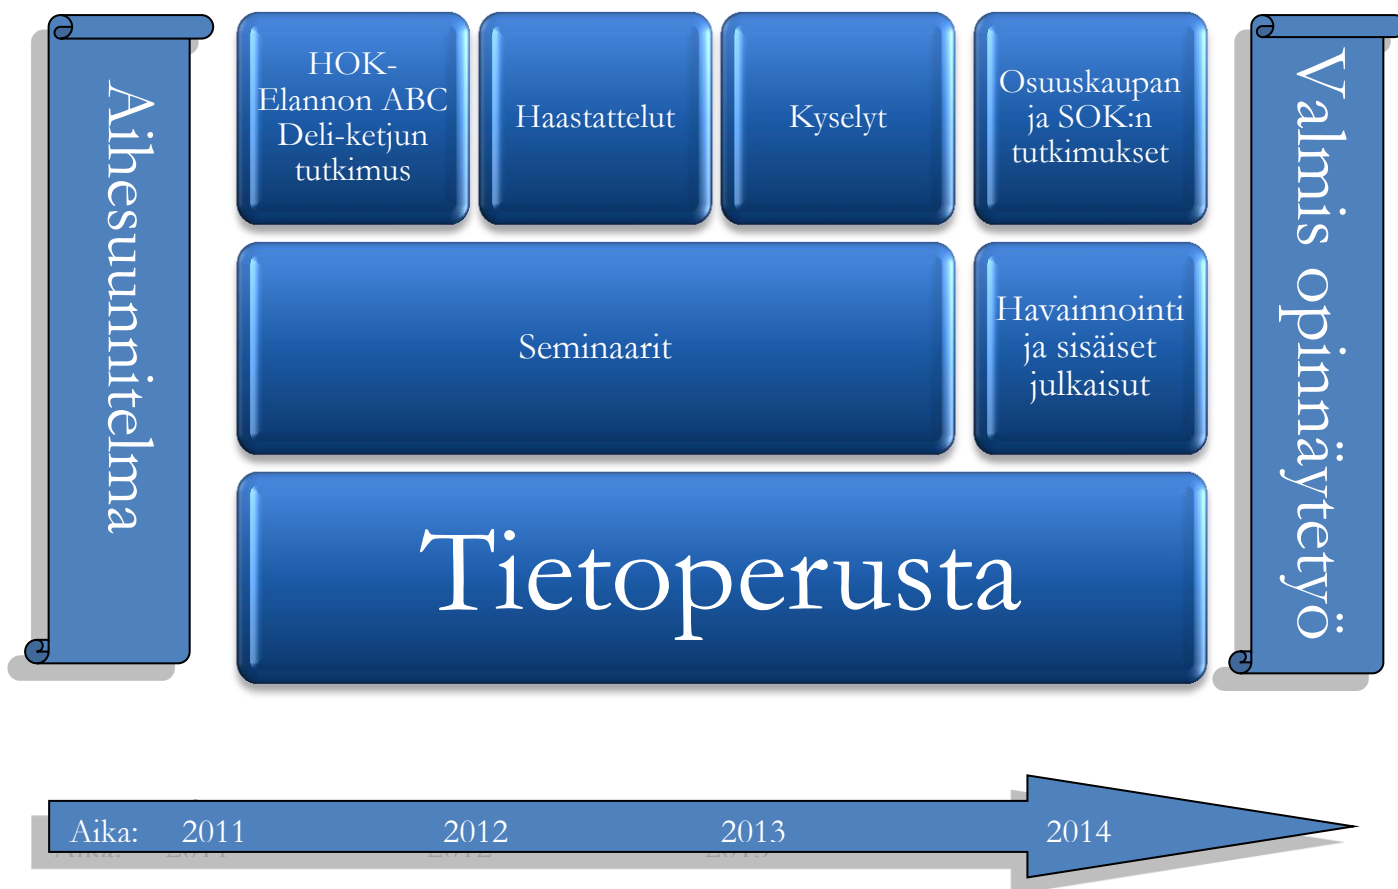 Aihesuunnitelma
HOK-
Elannon ABC
Deli-ketjun
tutkimus
Haastattelut
Kyselyt
Osuuskaupan
ja SOK:n
tutkimukset
Seminaarit
Havainnointi
ja sisäiset
julkaisut
Tietoperusta
Valmis opinnäytetyö
Aika: 2011 2012 2013 2014